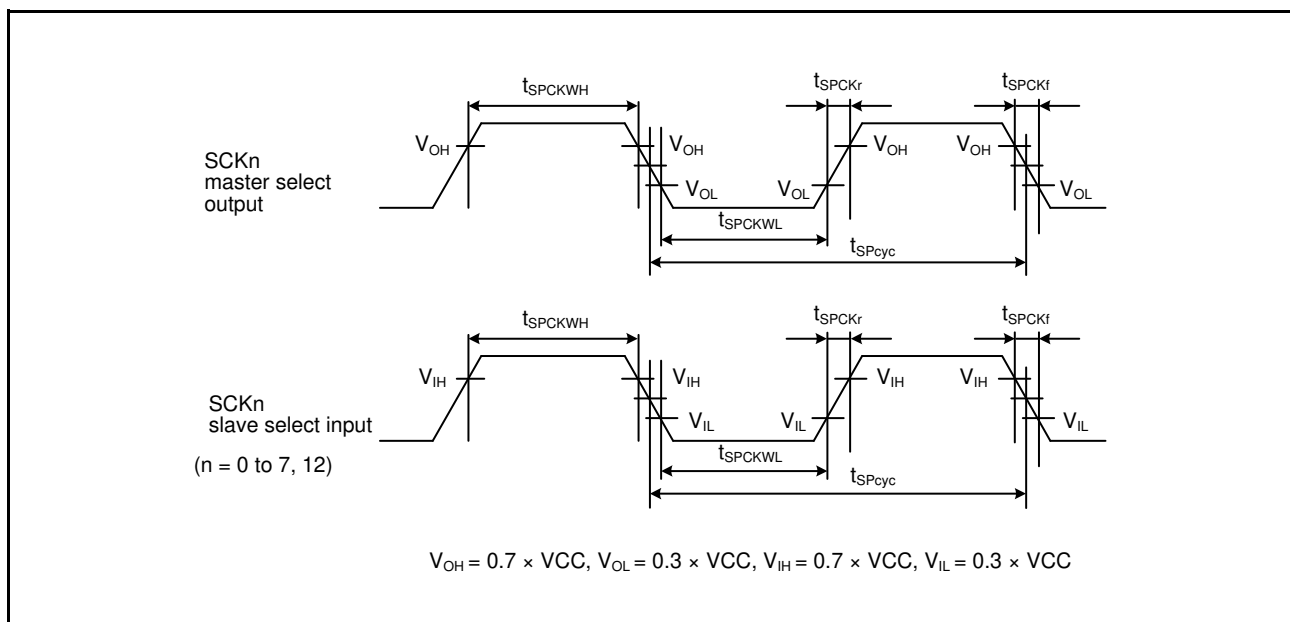 tSPCKWH
tSPCKr
tSPCKf
VOH
VOH
VOH
VOH
SCKn
master select
output
VOL
VOL
VOL
tSPCKWL
tSPcyc
tSPCKWH
tSPCKr
tSPCKf
VIH
VIH
VIH
VIH
SCKn
slave select input
VIL
VIL
VIL
(n = 0 to 7, 12)
tSPCKWL
tSPcyc
VOH = 0.7 × VCC, VOL = 0.3 × VCC, VIH = 0.7 × VCC, VIL = 0.3 × VCC